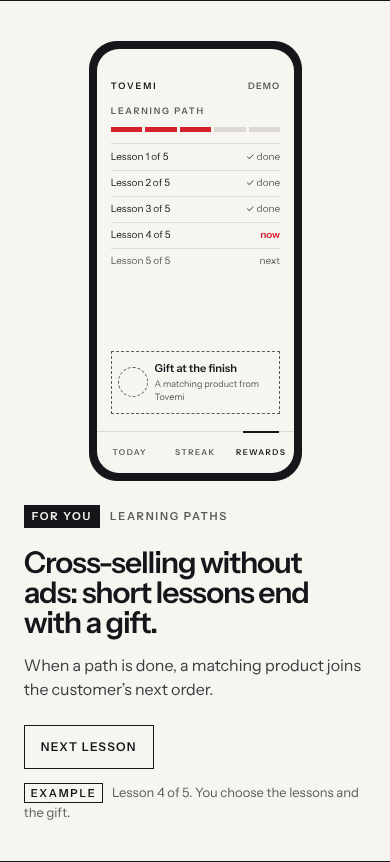 TOVEMI DEMO
LEARNING PATH
Lesson 1 of 5 ✓ done
Lesson 2 of 5 ✓ done
Lesson 3 of 5 ✓ done
Lesson 4 of 5 now
Lesson 5 of 5 next
Gift at the finish
A matching product from
Tovemi
TODAY STREAK REWARDS
FOR YOU LEARNING PATHS
Cross-selling without
ads: short lessons end
with a gift.
When a path is done, a matching product joins
the customer’s next order.
NEXT LESSON
EXAMPLE Lesson 4 of 5. You choose the lessons and
the gift.